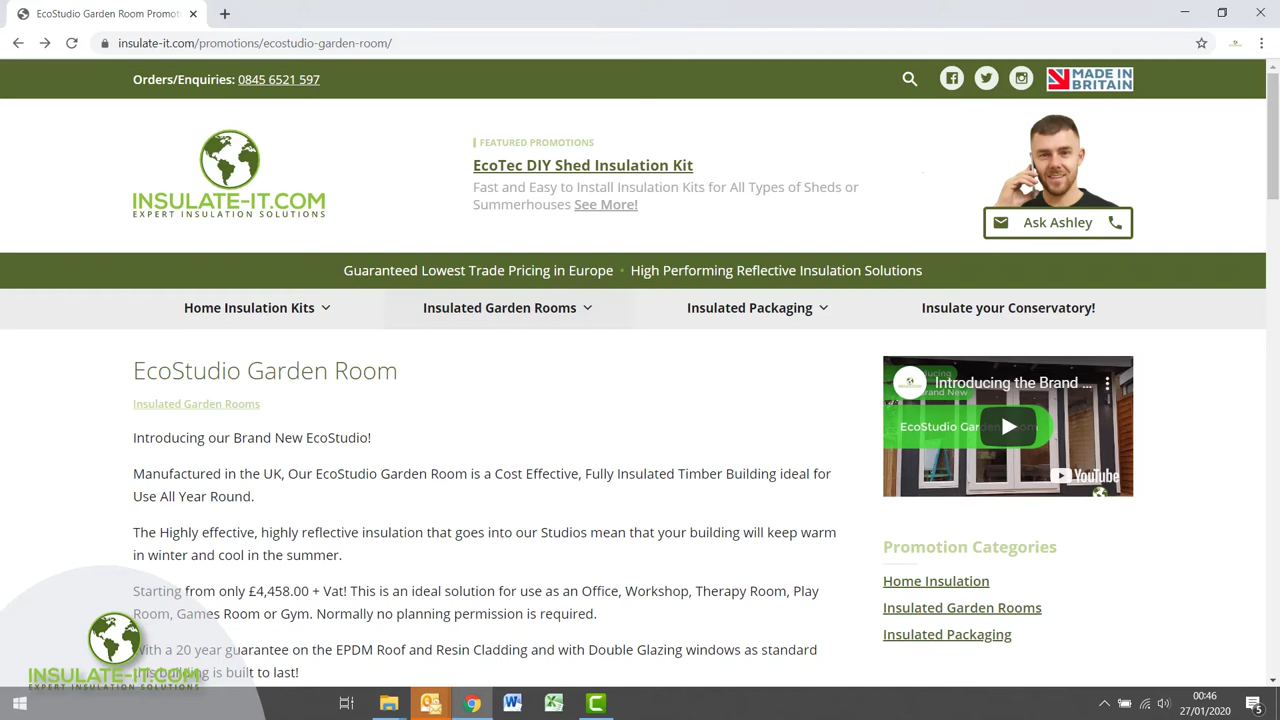 EcoStudio Garden Room Promot
insulate-it.com/promotions/ecostudio-garden-room/
Orders/Enquiries: 0845 6521 597
MADE IN BRITAIN
FEATURED PROMOTIONS
EcoTec DIY Shed Insulation Kit
Fast and Easy to Install Insulation Kits for All Types of Sheds or
Summerhouses See More!
INSULATE-IT.COM
EXPERT INSULATION SOLUTIONS
Ask Ashley
Guaranteed Lowest Trade Pricing in Europe • High Performing Reflective Insulation Solutions
Home Insulation Kits Insulated Garden Rooms Insulated Packaging Insulate your Conservatory!
EcoStudio Garden Room
Insulated Garden Rooms
Introducing our Brand New EcoStudio!
Manufactured in the UK, Our EcoStudio Garden Room is a Cost Effective, Fully Insulated Timber Building ideal for
Use All Year Round.
The Highly effective, highly reflective insulation that goes into our Studios mean that your building will keep warm
in winter and cool in the summer.
Starting from only £4,458.00 + Vat! This is an ideal solution for use as an Office, Workshop, Therapy Room, Play
Room, Games Room or Gym. Normally no planning permission is required.
With a 20 year guarantee on the EPDM Roof and Resin Cladding and with Double Glazing windows as standard
this building is built to last!
Introducing the Brand ...
EcoStudio Garden Room
YouTube
Promotion Categories
Home Insulation
Insulated Garden Rooms
Insulated Packaging
INSULATE-IT.COM
EXPERT INSULATION SOLUTIONS
00:46
27/01/2020
5